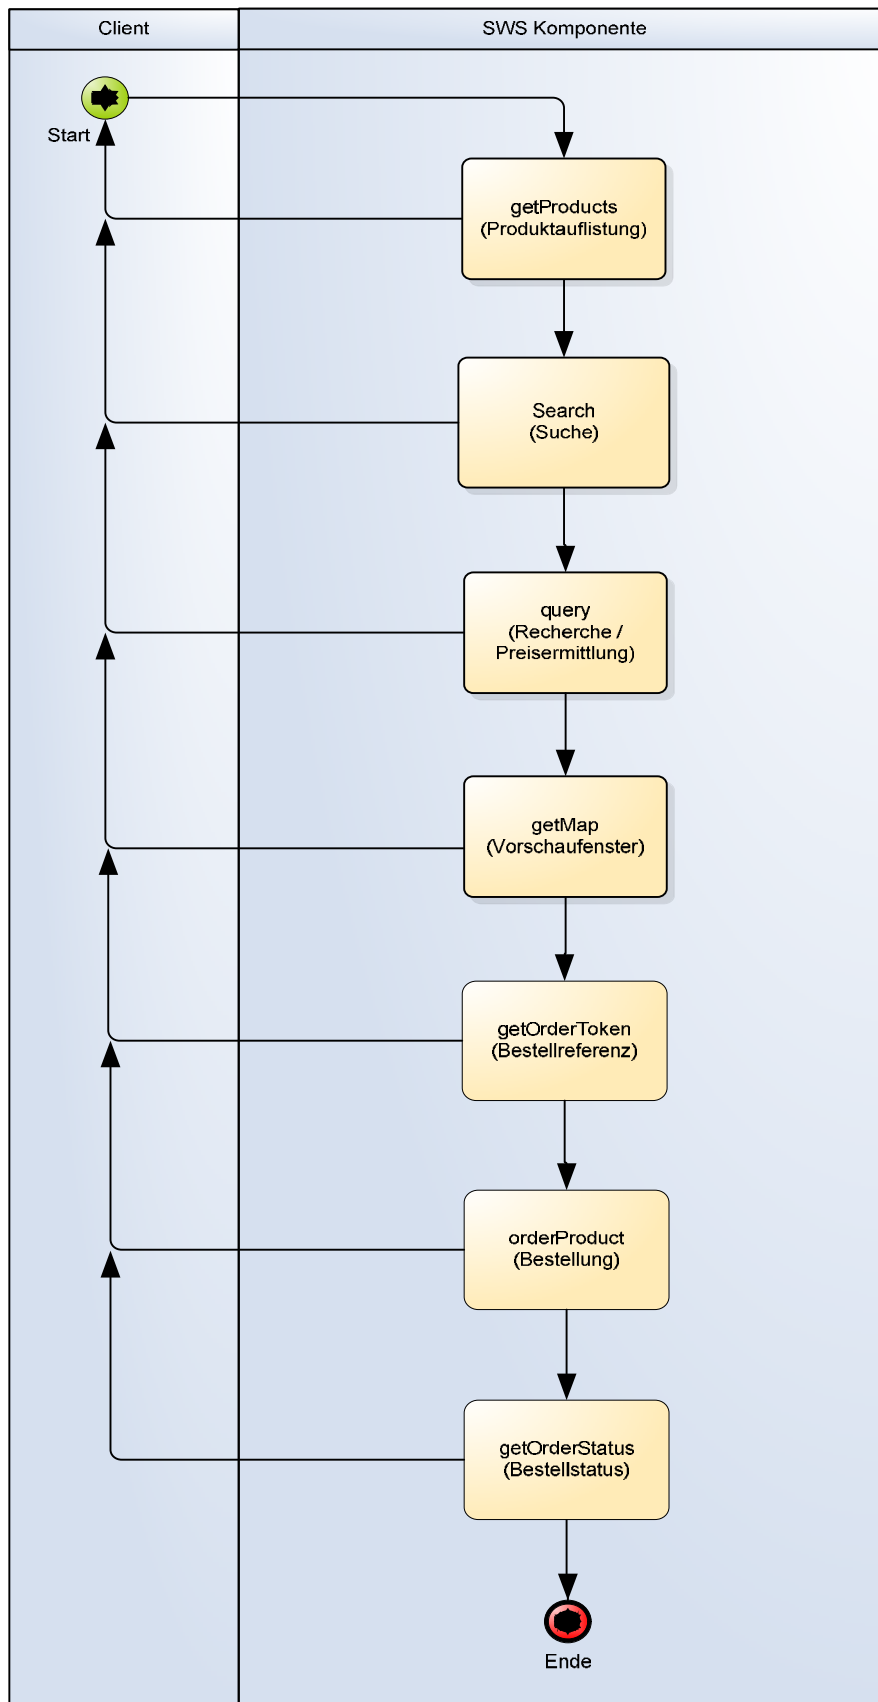 Client
SWS Komponente
Start
getProducts
(Produktauflistung)
Search
(Suche)
query
(Recherche /
Preisermittlung)
getMap
(Vorschaufenster)
getOrderToken
(Bestellreferenz)
orderProduct
(Bestellung)
getOrderStatus
(Bestellstatus)
Ende